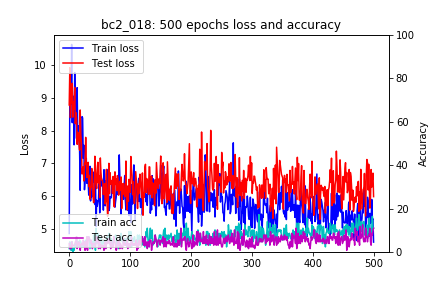 bc2_018: 500 epochs loss and accuracy
Train loss
Test loss
Train acc
Test acc
Loss
10
9
8
7
6
5
Accuracy
100
80
60
40
20
0
0
100
200
300
400
500